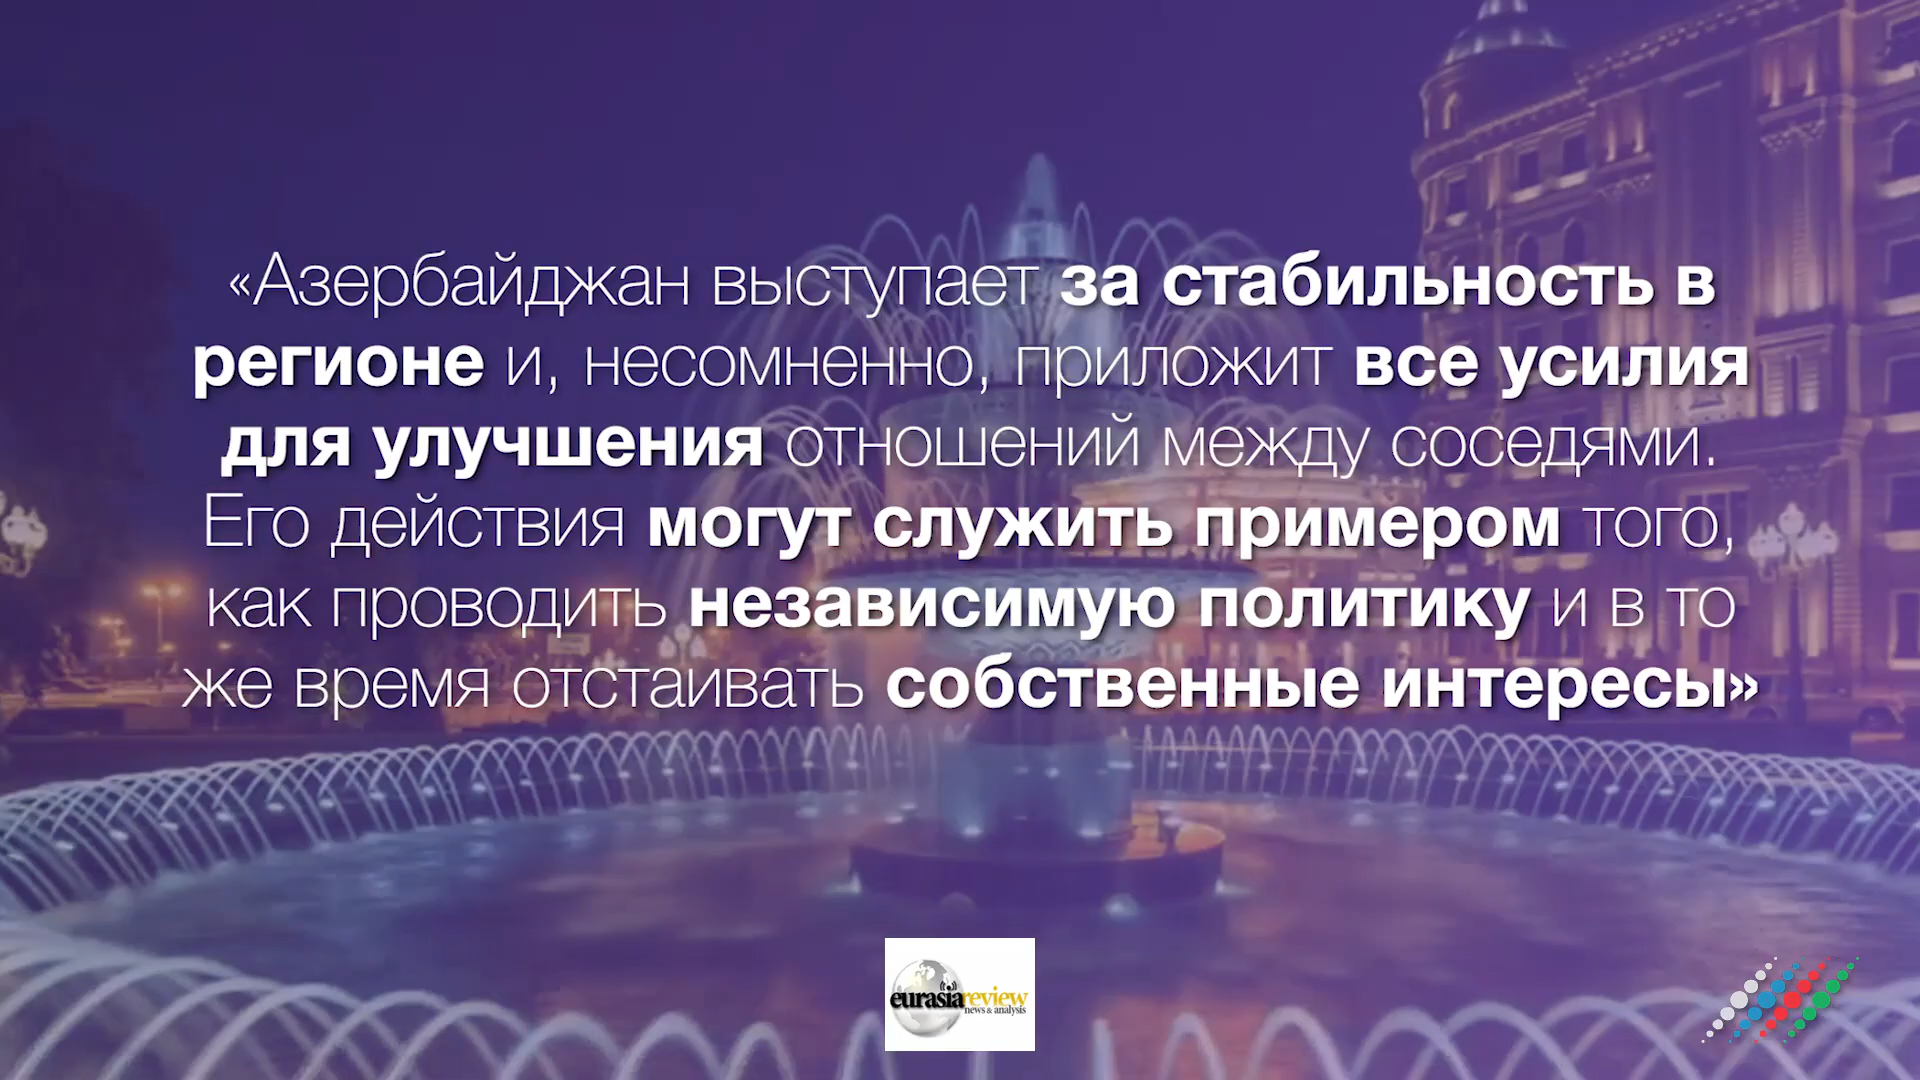 «Азербайджан выступает за стабильность в
регионе и, несомненно, приложит все усилия
для улучшения отношений между соседями.
Его действия могут служить примером того,
как проводить независимую политику и в то
же время отстаивать собственные интересы»
eurasiareview
news & analysis